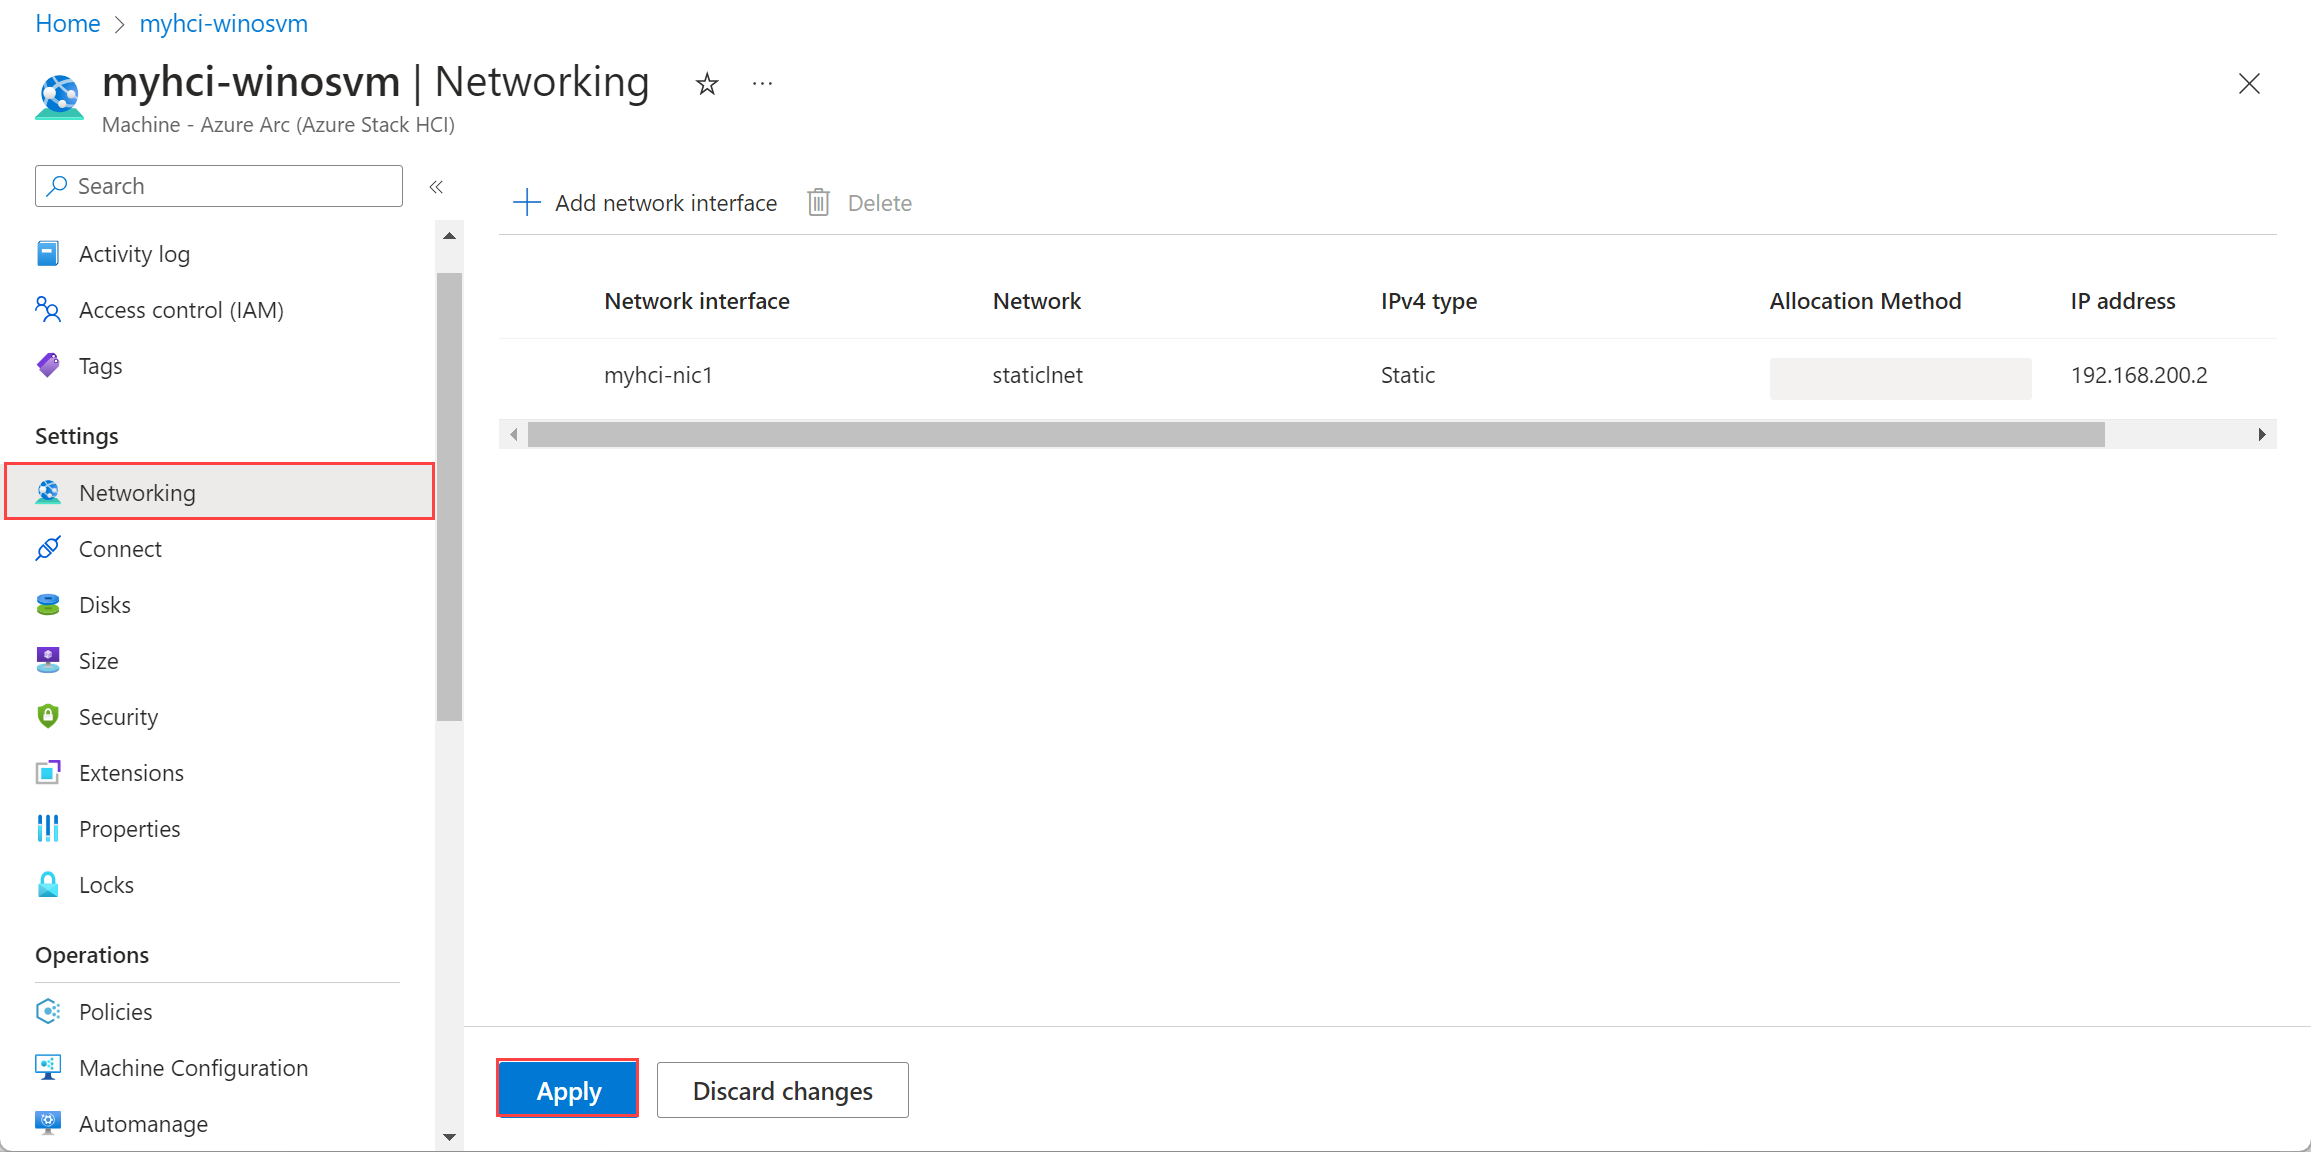 Home > myhci-winosvm
myhci-winosvm | Networking
Machine - Azure Arc (Azure Stack HCI)
Search
Activity log
Access control (IAM)
Tags
Settings
Networking
Connect
Disks
Size
Security
Extensions
Properties
Locks
Operations
Policies
Machine Configuration
Automanage
Add network interface Delete
Network interface Network IPv4 type Allocation Method IP address
myhci-nic1 staticlnet Static 192.168.200.2
Apply Discard changes